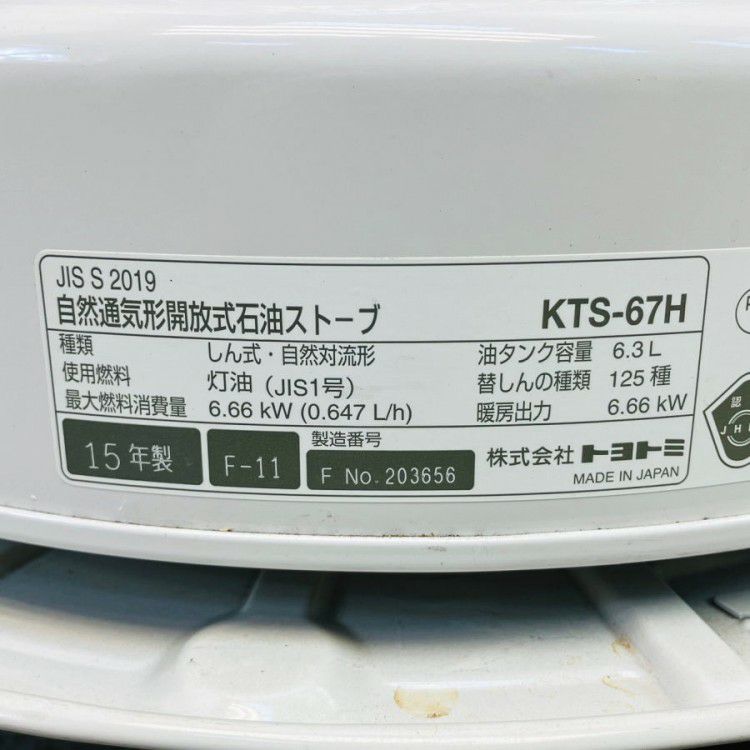 JIS S 2019
自然通気形開放式石油ストーブ KTS-67H
種類 しん式・自然対流形 油タンク容量 6.3 L
使用燃料 灯油（JIS1号） 替しんの種類 125 種
最大燃料消費量 6.66 kW (0.647 L/h) 暖房出力 6.66 kW
15年製 F-11 製造番号 F No.203656 株式会社トヨトミ
MADE IN JAPAN
認